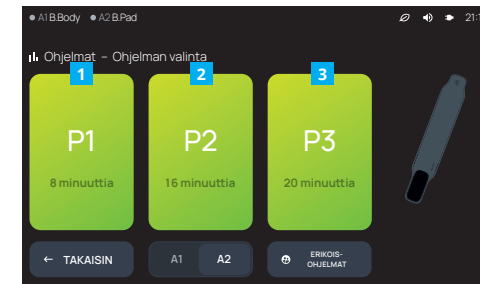 A1 B.Body A2 B.Pad 21:1
Ohjelmat – Ohjelman valinta
1 2 3
P1 P2 P3
8 minuuttia 16 minuuttia 20 minuuttia
← TAKAISIN A1 A2 ERIKOIS-
OHJELMAT